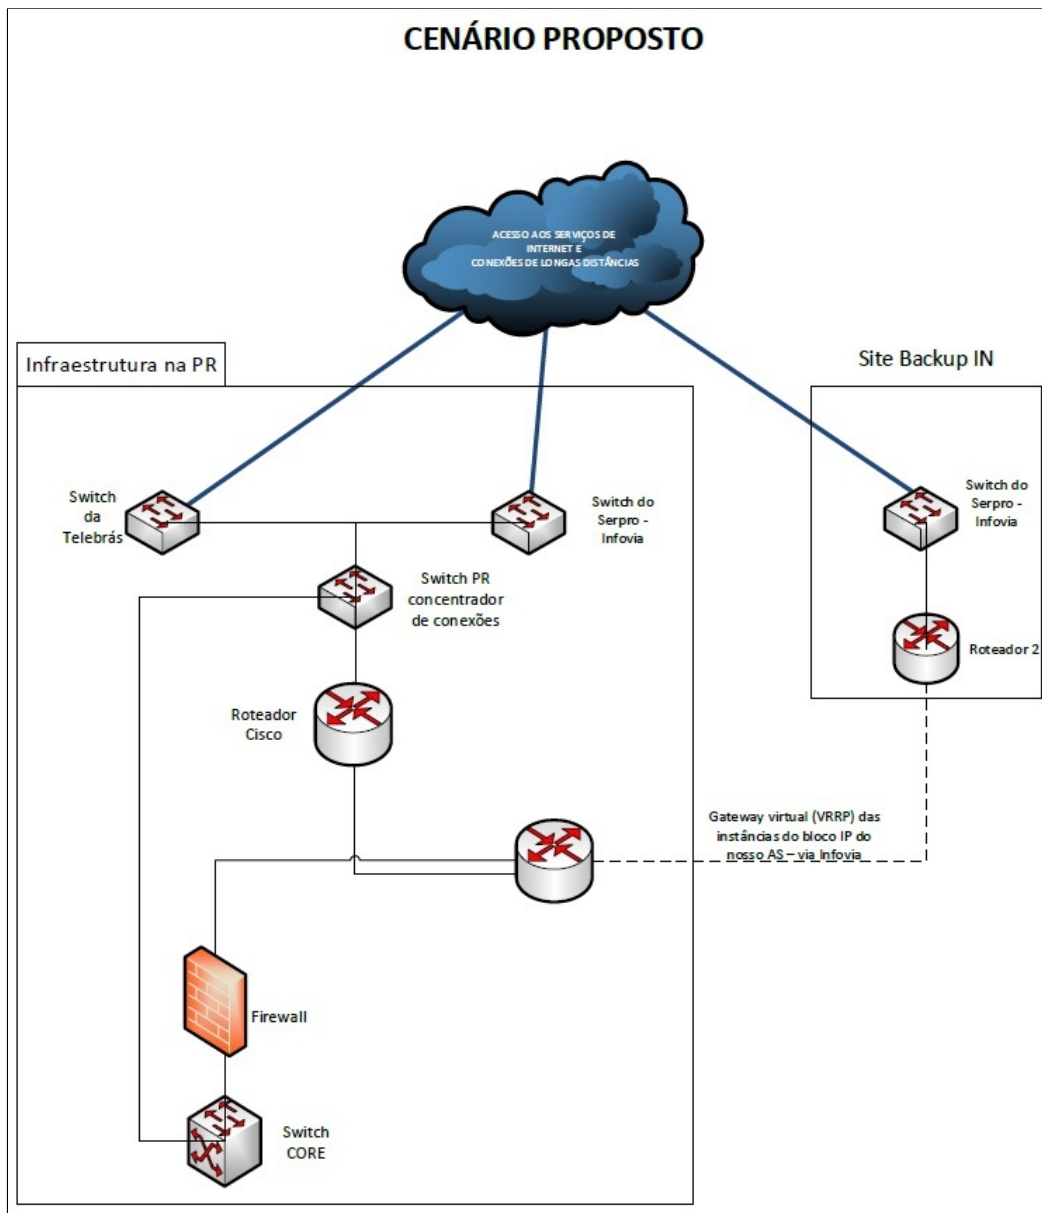 CENÁRIO PROPOSTO
ACESSO AOS SERVIÇOS DE
INTERNET E
CONEXÕES DE LONGAS DISTÂNCIAS
Infraestrutura na PR
Site Backup IN
Switch
da
Telebrás
Switch do
Serpro -
Infovia
Switch do
Serpro -
Infovia
Switch PR
concentrador
de conexões
Roteador 2
Roteador
Cisco
Gateway virtual (VRRP) das
instâncias do bloco IP do
nosso AS – via Infovia
Firewall
Switch
CORE